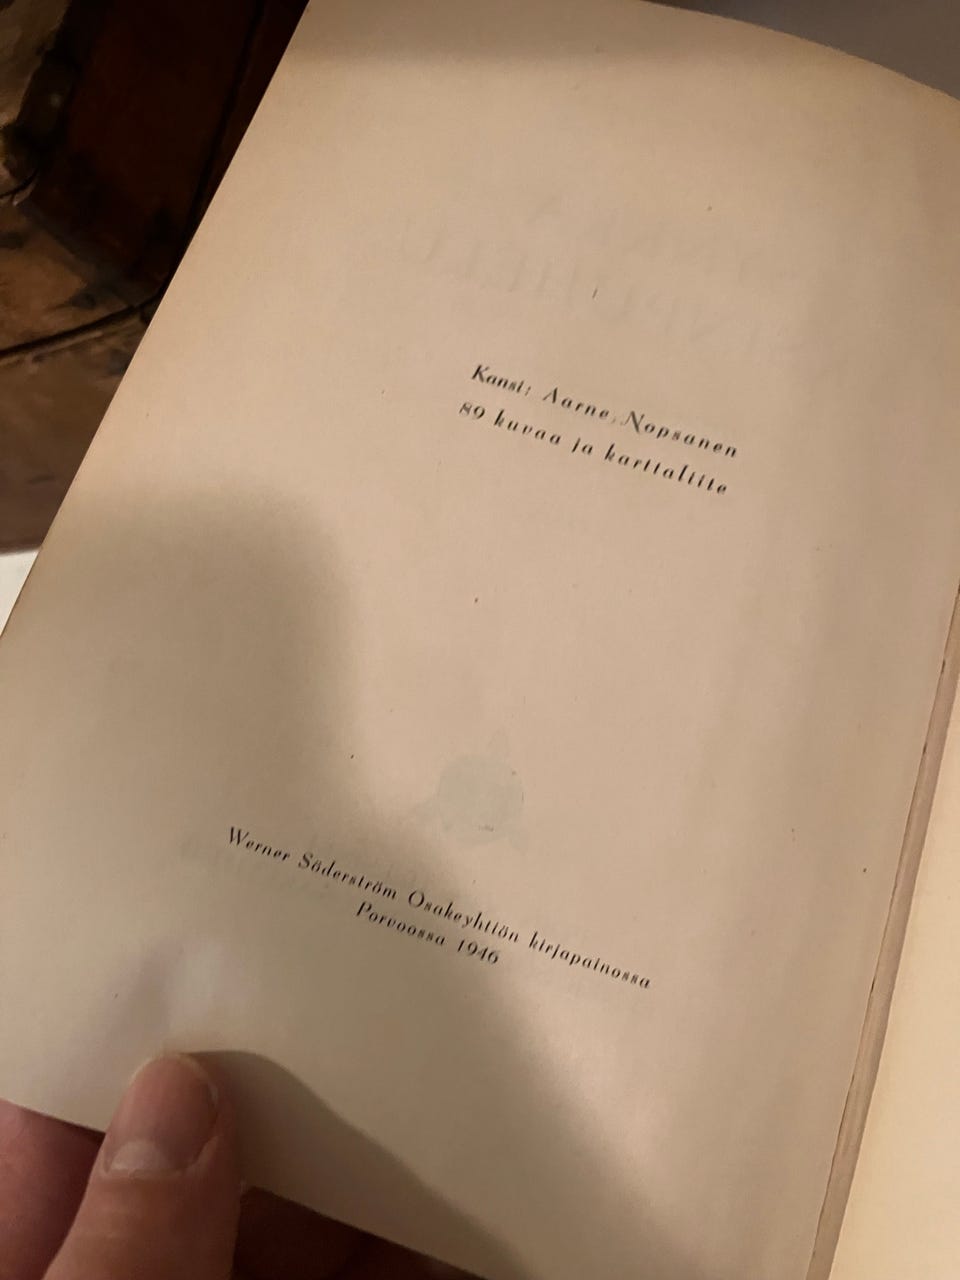 Kansi: Aarne Nopsanen
89 kuvaa ja karttaliite
Werner Söderström Osakeyhtiön kirjapainossa
Porvoossa 1946